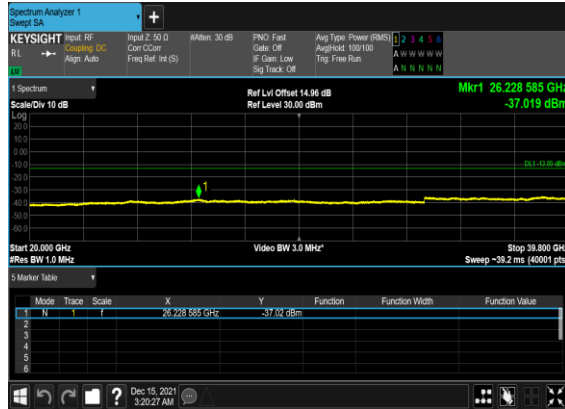 Spectrum Analyzer 1
Swept SA
KEYSIGHT Input: RF Input Z: 50 Ω #Atten: 30 dB PNO: Fast Avg Type: Power (RMS) 1 2 3 4 5 6
RL Coupling: DC Corr CCorr Gate: Off Avg|Hold: 100/100 A W W W W W
Align: Auto Freq Ref: Int (S) IF Gain: Low Trig: Free Run
LW Sig Track: Off A N N N N N
1 Spectrum Ref Lvl Offset 14.96 dB Mkr1 26.228 585 GHz
Scale/Div 10 dB Ref Level 30.00 dBm -37.019 dBm
Log
20.0
10.0
0.00
-10.0 DL1 -13.00 dBm
-20.0
-30.0 1
-40.0
-50.0
-60.0
Start 20.000 GHz Video BW 3.0 MHz* Stop 39.800 GHz
#Res BW 1.0 MHz Sweep ~39.2 ms (40001 pts)
5 Marker Table
Mode Trace Scale X Y Function Function Width Function Value
1 N 1 f 26.228 585 GHz -37.02 dBm
2
3
4
5
6
? Dec 15, 2021
3:20:27 AM